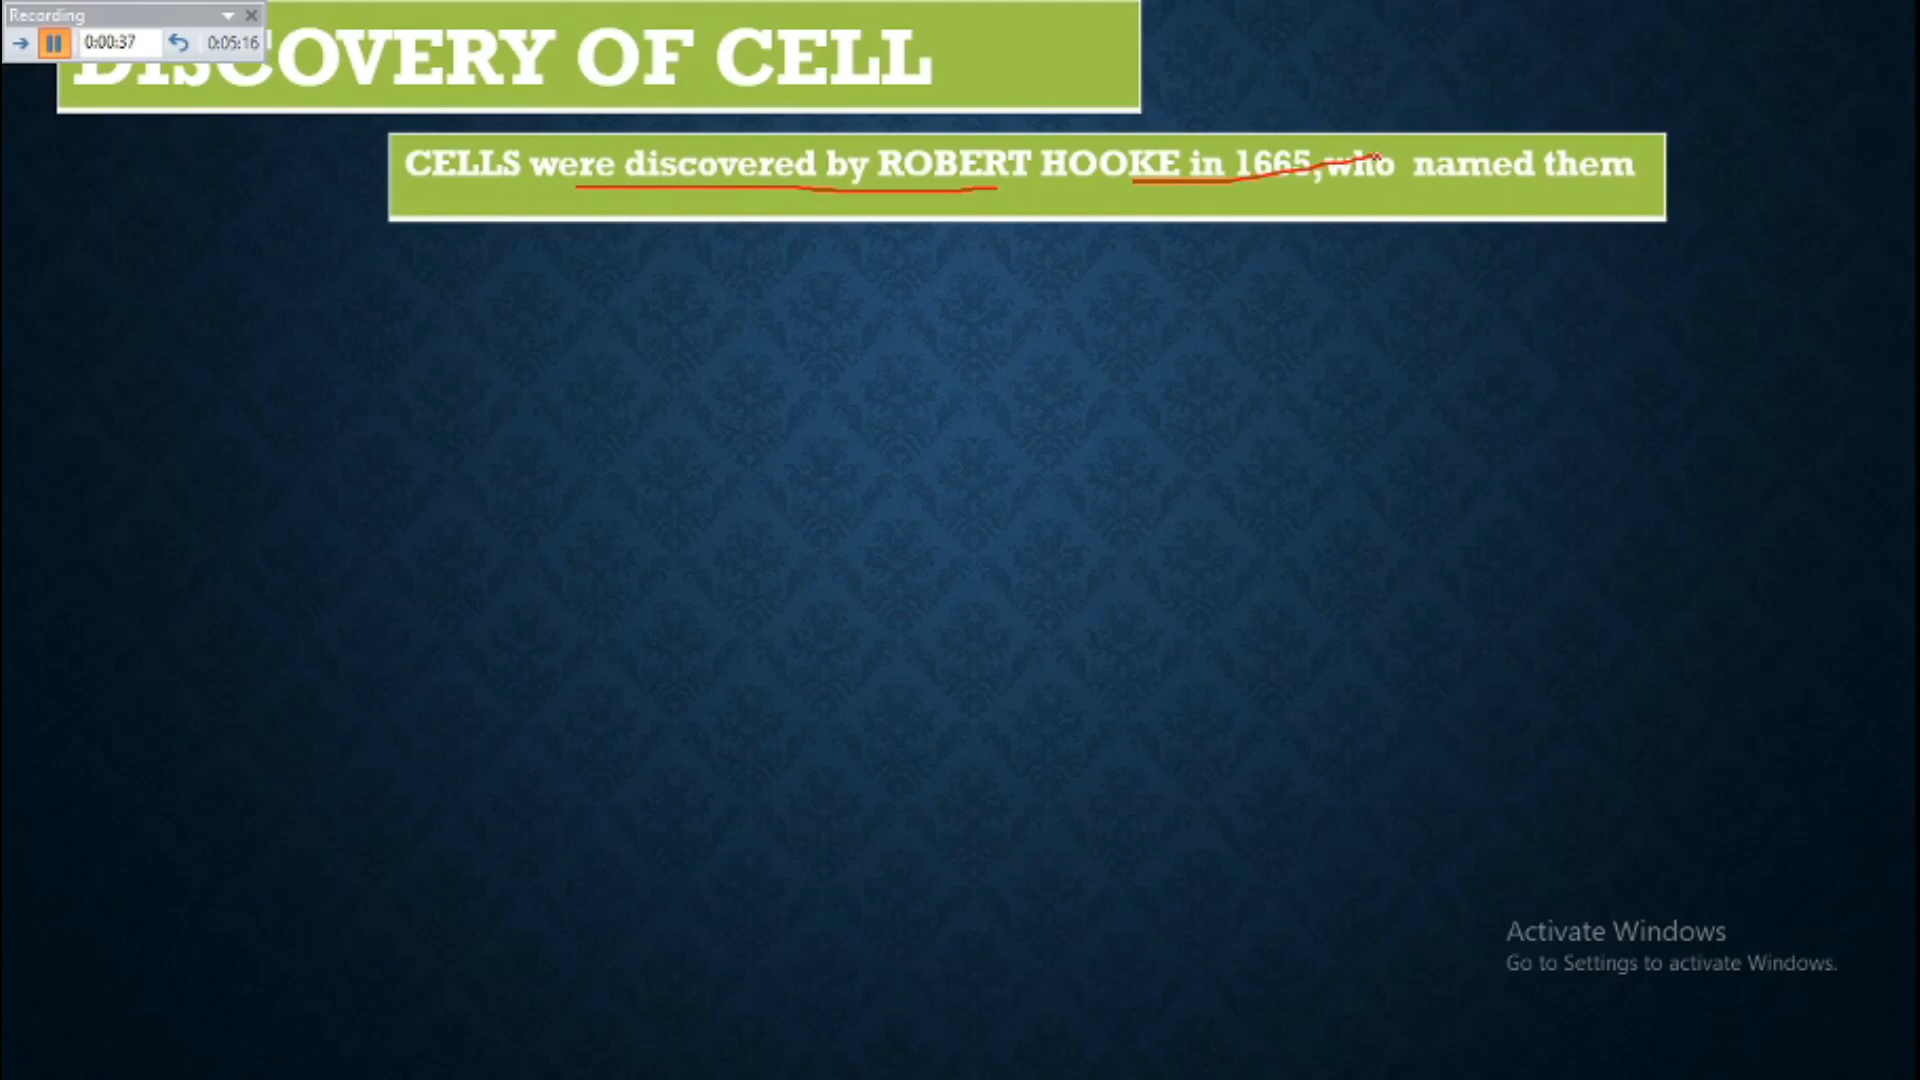 Recording
0:00:37 0:05:16
DISCOVERY OF CELL
CELLS were discovered by ROBERT HOOKE in 1665,who named them
Activate Windows
Go to Settings to activate Windows.